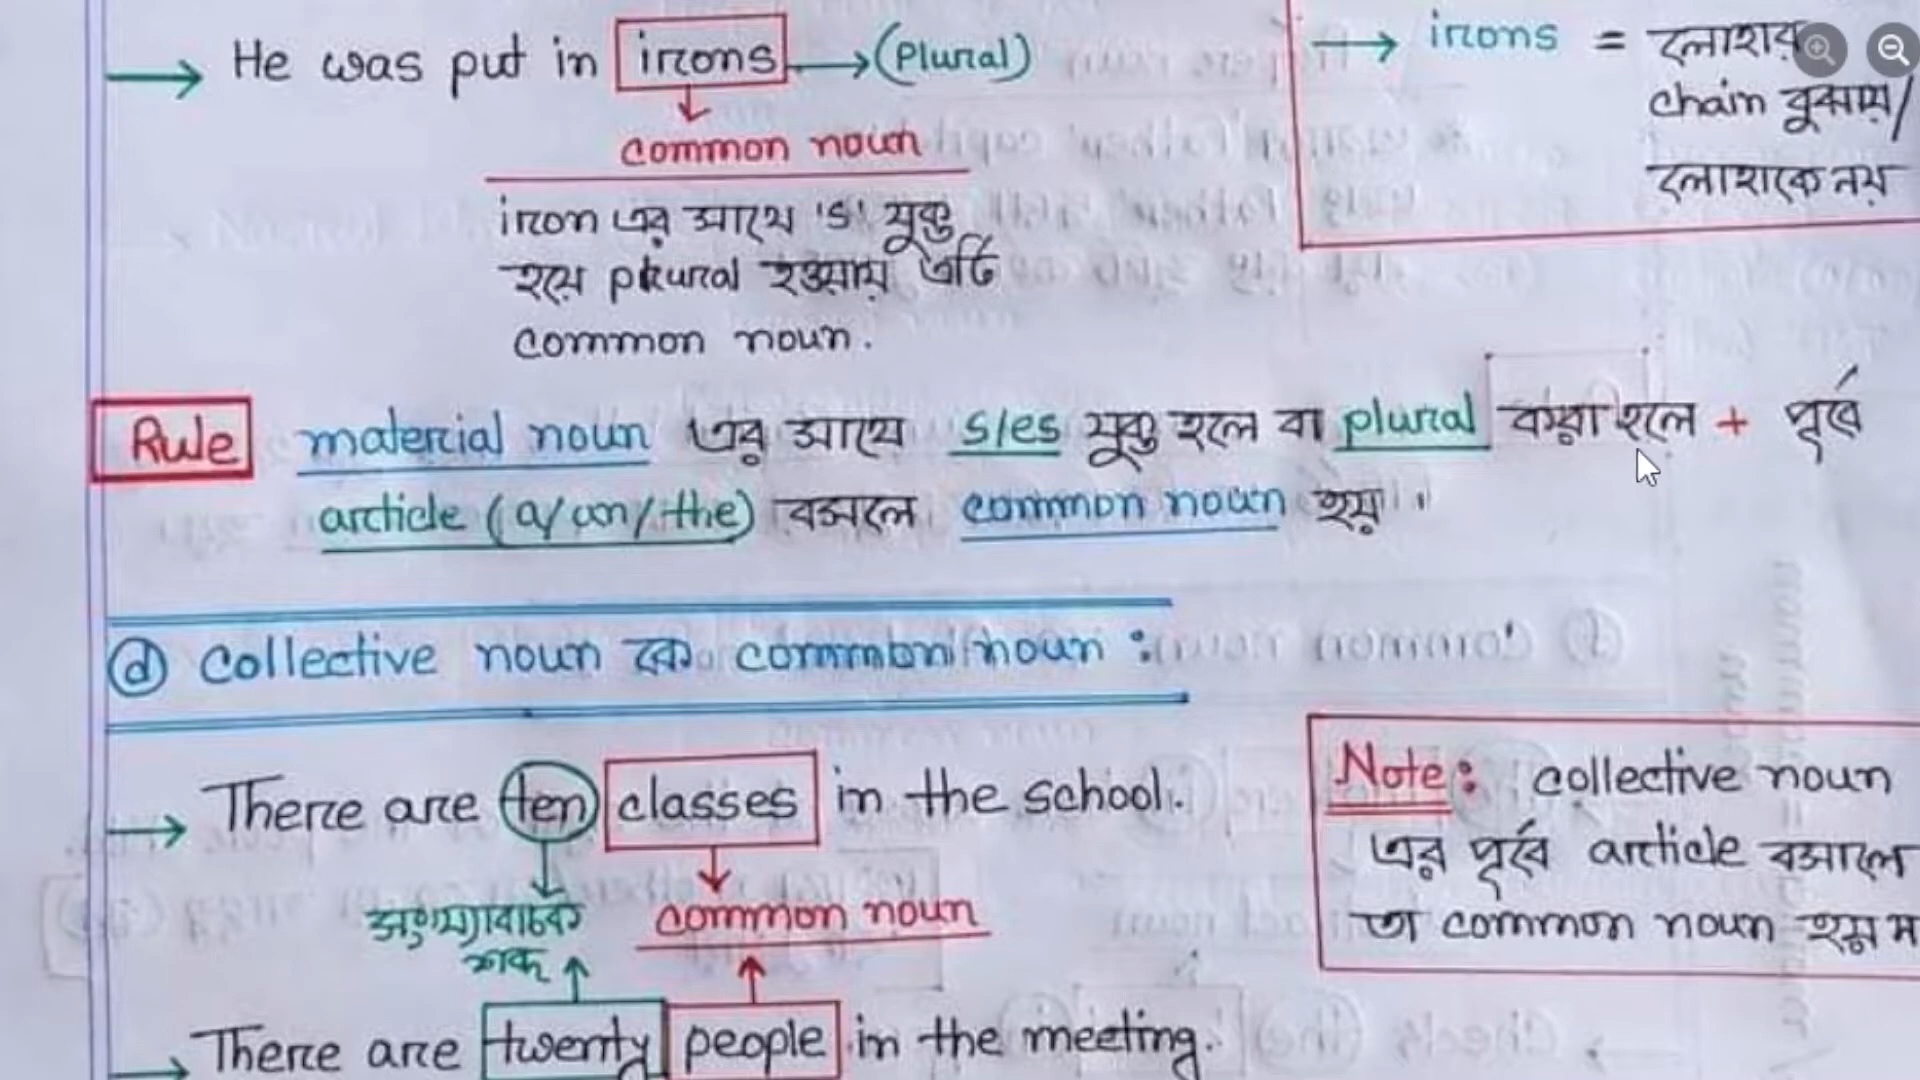 He was put in irons → (Plural)
common noun
iron এর সাথে 's' যুক্ত
হয়ে plural হওয়ায় এটি
common noun.
→ irons = লোহার
chain বুঝায়/
লোহাকে নয়
Rule material noun এর সাথে s/es যুক্ত হলে বা plural করা হলে + পূর্বে
article (a/an/the) বসালে common noun হয়।
ⓓ collective noun কে common noun :
→ There are ten classes in the school.
সংখ্যাবাচক
শব্দ
common noun
Note: collective noun
এর পূর্বে article বসালে
তা common noun হয়
→ There are twenty people in the meeting.